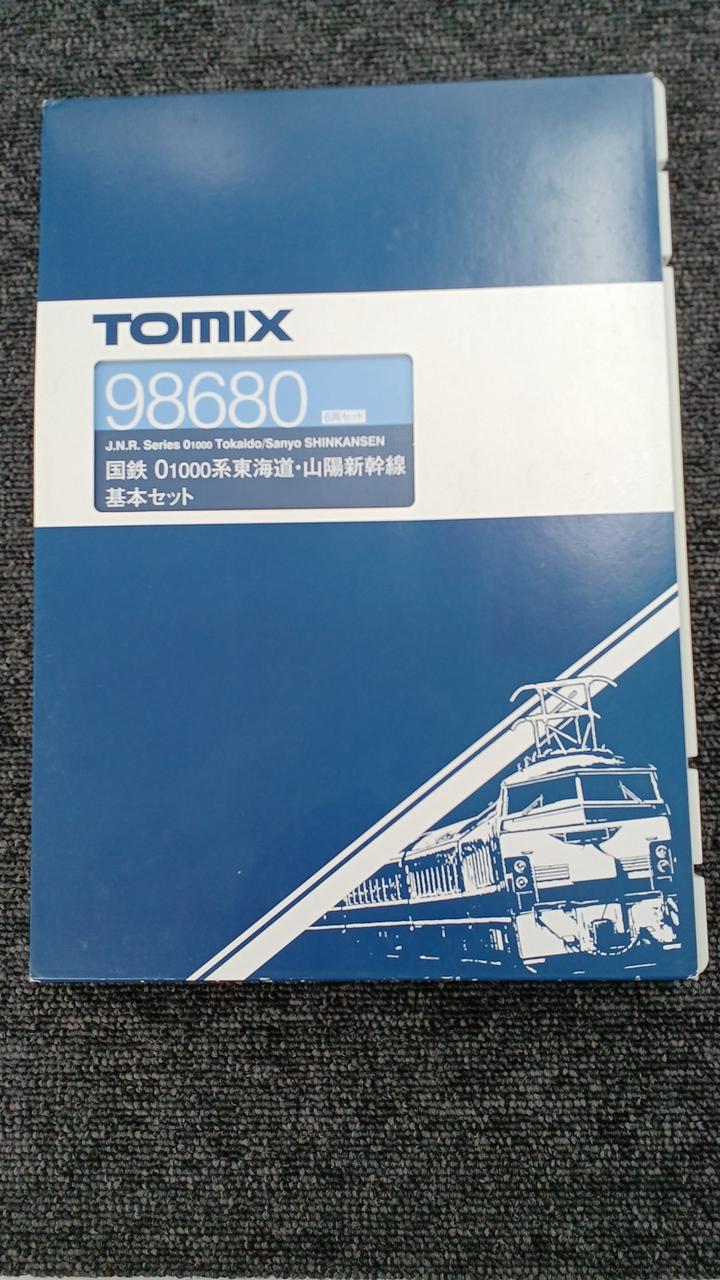 TOMIX
98680 6両セット
J.N.R. Series 01000 Tokaido/Sanyo SHINKANSEN
国鉄 01000系東海道・山陽新幹線
基本セット